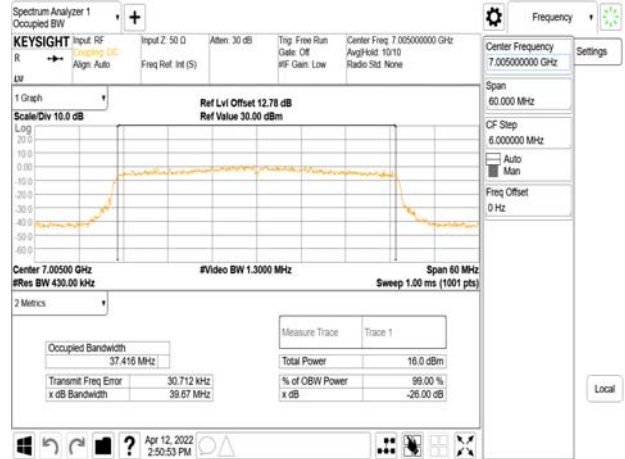 Spectrum Analyzer 1
Occupied BW
Frequency
KEYSIGHT Input: RF
Coupling: DC
Align: Auto
R
Input Z: 50 Ω
Freq Ref: Int (S)
Atten: 30 dB
Trig: Free Run
Gate: Off
#IF Gain: Low
Center Freq: 7.005000000 GHz
Avg|Hold: 10/10
Radio Std: None
Center Frequency
7.005000000 GHz
Settings
Span
60.000 MHz
CF Step
6.000000 MHz
Auto
Man
Freq Offset
0 Hz
1 Graph
Scale/Div 10.0 dB
Ref Lvl Offset 12.78 dB
Ref Value 30.00 dBm
Log
20.0
10.0
0.00
-10.0
-20.0
-30.0
-40.0
-50.0
-60.0
Center 7.00500 GHz
#Res BW 430.00 kHz
#Video BW 1.3000 MHz
Span 60 MHz
Sweep 1.00 ms (1001 pts)
2 Metrics
Measure Trace Trace 1
Occupied Bandwidth
37.416 MHz
Total Power 16.0 dBm
Transmit Freq Error 30.712 kHz
% of OBW Power 99.00 %
x dB Bandwidth 39.67 MHz
x dB -26.00 dB
Local
Apr 12, 2022
2:50:53 PM